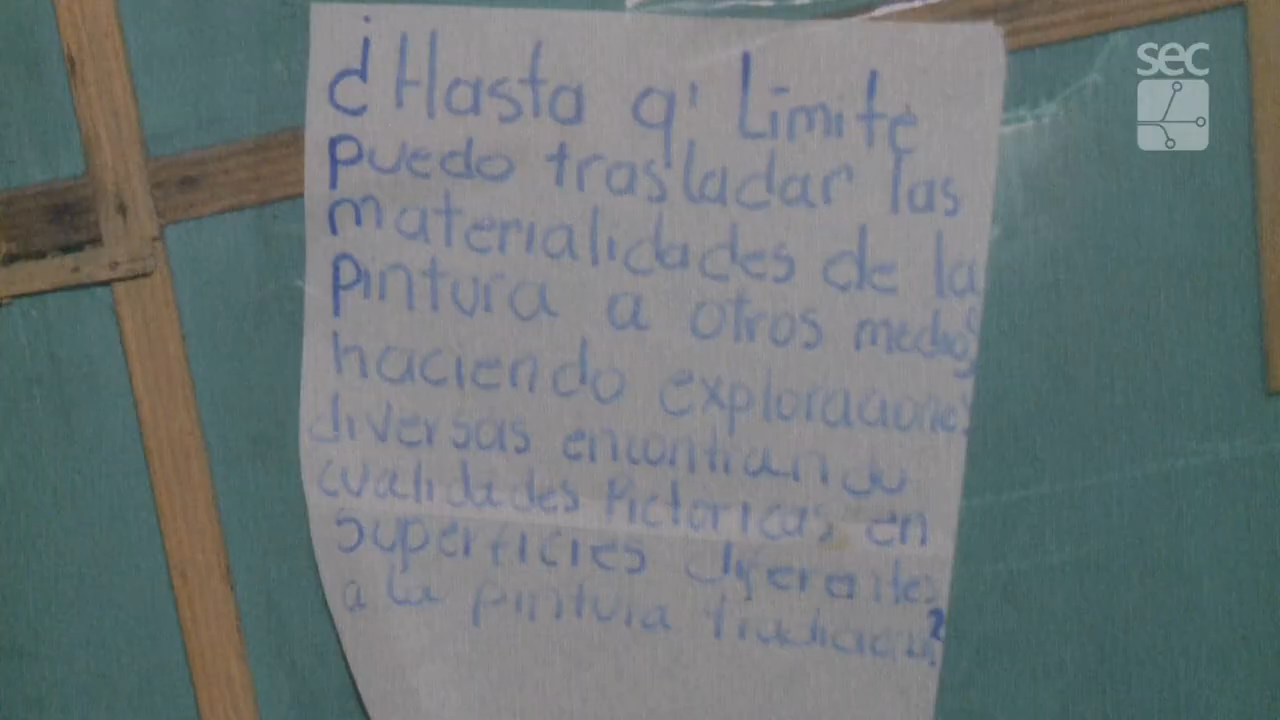 ¿Hasta q' Limite
puedo trasladar las
materialidades de la
pintura a otros medios
haciendo exploraciones
diversas encontrando
cualidades Pictoricas en
superficies diferentes
a la pintura tradicional?
sec